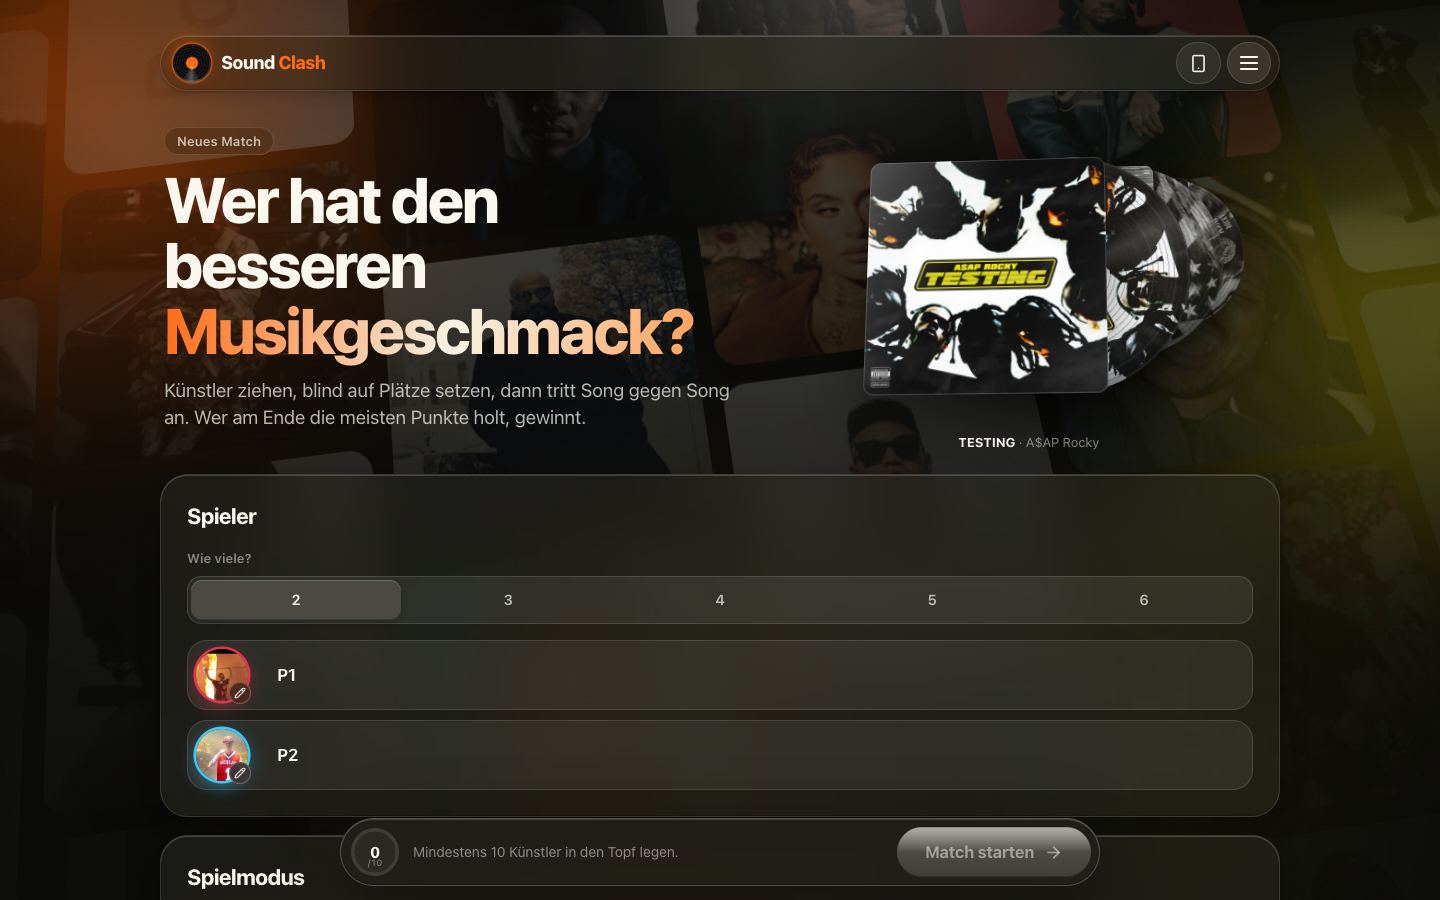 Sound Clash
Neues Match
Wer hat den
besseren
Musikgeschmack?
Künstler ziehen, blind auf Plätze setzen, dann tritt Song gegen Song
an. Wer am Ende die meisten Punkte holt, gewinnt.
A$AP ROCKY
TESTING
TESTING · A$AP Rocky
Spieler
Wie viele?
2 3 4 5 6
P1
P2
0
/10
Mindestens 10 Künstler in den Topf legen.
Match starten
Spielmodus